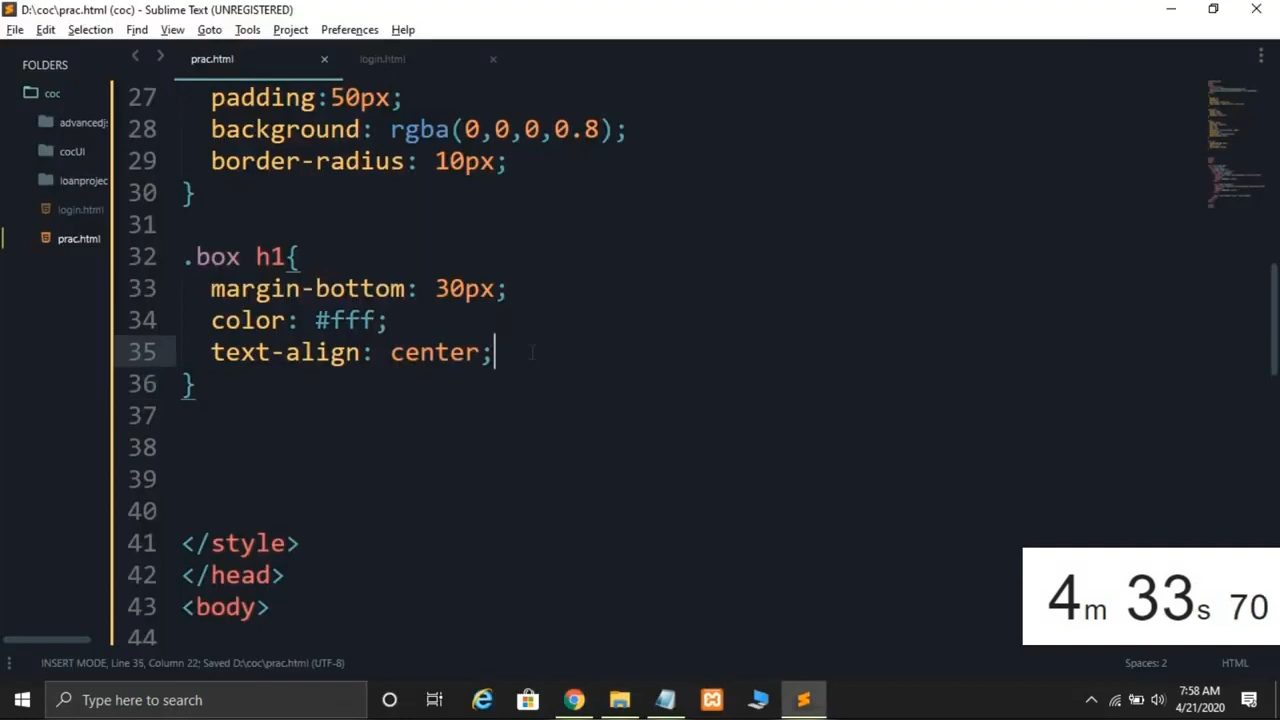 D:\coc\prac.html (coc) - Sublime Text (UNREGISTERED)
File Edit Selection Find View Goto Tools Project Preferences Help
FOLDERS
coc
advancedj
cocUI
loanprojec
login.html
prac.html
prac.html login.html
27 padding:50px;
28 background: rgba(0,0,0,0.8);
29 border-radius: 10px;
30 }
31
32 .box h1{
33 margin-bottom: 30px;
34 color: #fff;
35 text-align: center;
36 }
37
38
39
40
41 </style>
42 </head>
43 <body>
44
4m 33s 70
INSERT MODE, Line 35, Column 22; Saved D:\coc\prac.html (UTF-8) Spaces: 2 HTML
Type here to search
7:58 AM
4/21/2020